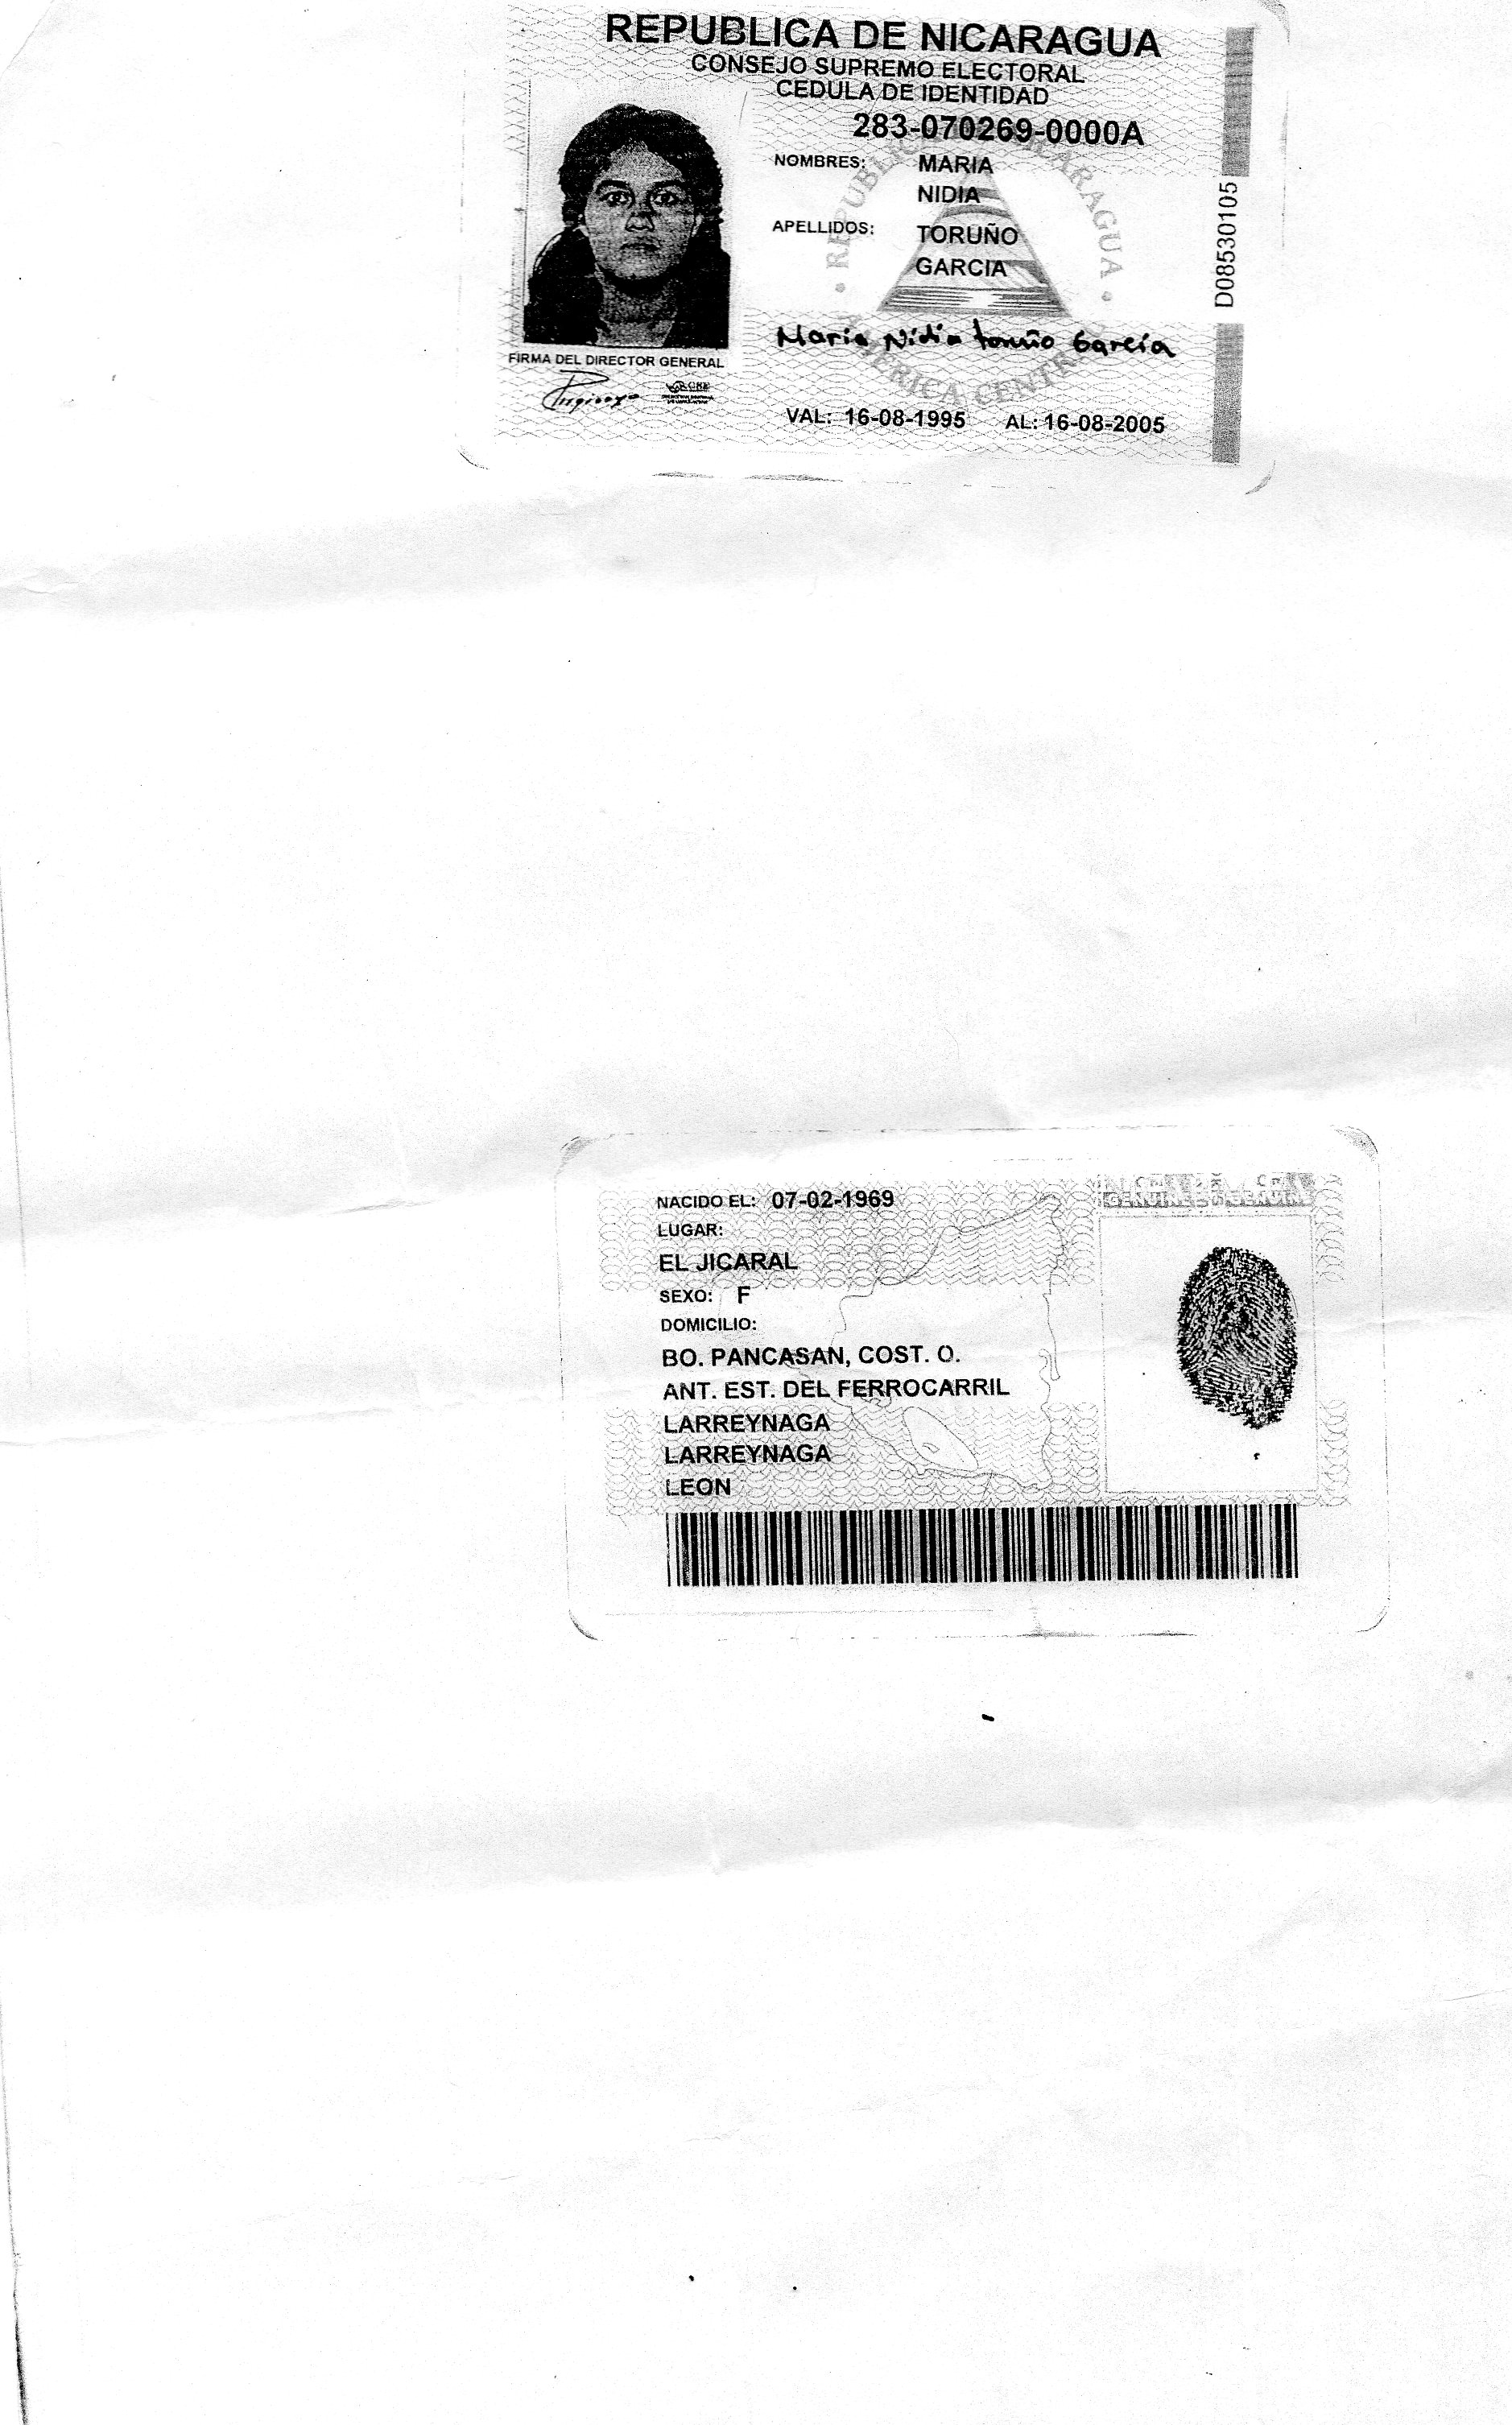 REPUBLICA DE NICARAGUA
CONSEJO SUPREMO ELECTORAL
CEDULA DE IDENTIDAD
283-070269-0000A
NOMBRES: MARIA
NIDIA
APELLIDOS: TORUÑO
GARCIA
REPUBLICA DE NICARAGUA
AMERICA CENTRAL
D08530105
Maria Nidia toruño García
FIRMA DEL DIRECTOR GENERAL
VAL: 16-08-1995 AL: 16-08-2005
NACIDO EL: 07-02-1969
GENUINE GENUINE
LUGAR:
EL JICARAL
SEXO: F
DOMICILIO:
BO. PANCASAN, COST. O.
ANT. EST. DEL FERROCARRIL
LARREYNAGA
LARREYNAGA
LEON